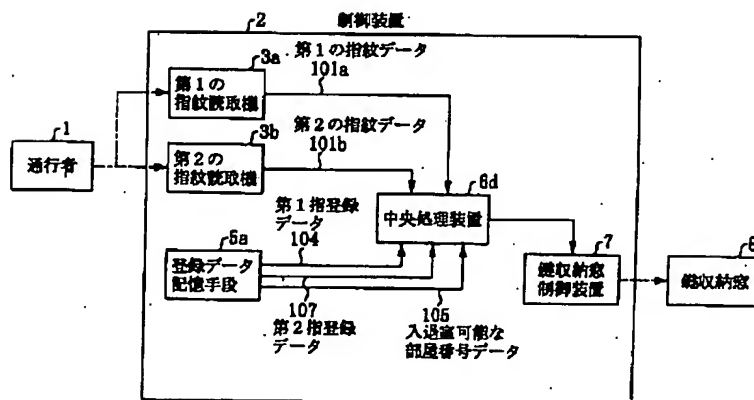 2
制御装置
3a
第1の
指紋読取機
第1の指紋データ
101a
1
通行者
3b
第2の
指紋読取機
第2の指紋データ
101b
6d
中央処理装置
第1指登録
データ
104
5a
登録データ
記憶手段
107
第2指登録
データ
105
入退室可能な
部屋番号データ
7
鍵収納窓
制御装置
8
鍵収納窓